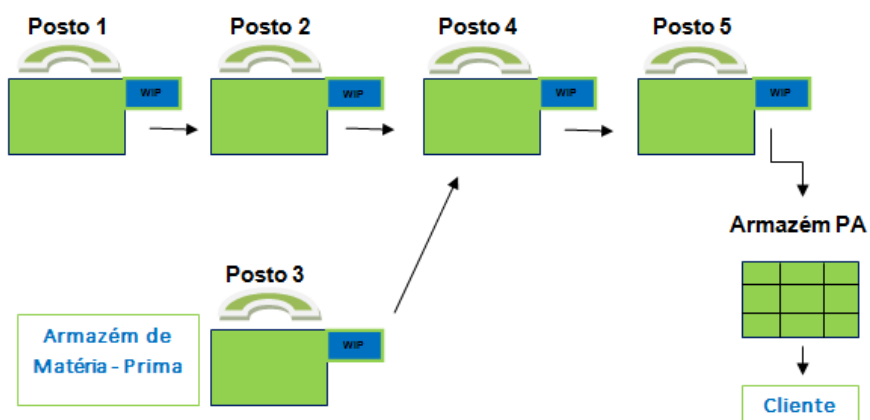 Posto 1
Posto 2
Posto 4
Posto 5
WIP
WIP
WIP
WIP
Armazém PA
Posto 3
WIP
Armazém de
Matéria - Prima
Cliente